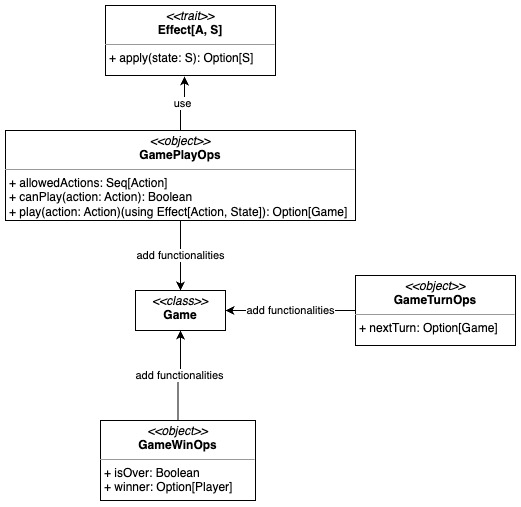 <<trait>>
Effect[A, S]
+ apply(state: S): Option[S]
use
<<object>>
GamePlayOps
+ allowedActions: Seq[Action]
+ canPlay(action: Action): Boolean
+ play(action: Action)(using Effect[Action, State]): Option[Game]
add functionalities
<<class>>
Game
add functionalities
<<object>>
GameTurnOps
+ nextTurn: Option[Game]
add functionalities
<<object>>
GameWinOps
+ isOver: Boolean
+ winner: Option[Player]